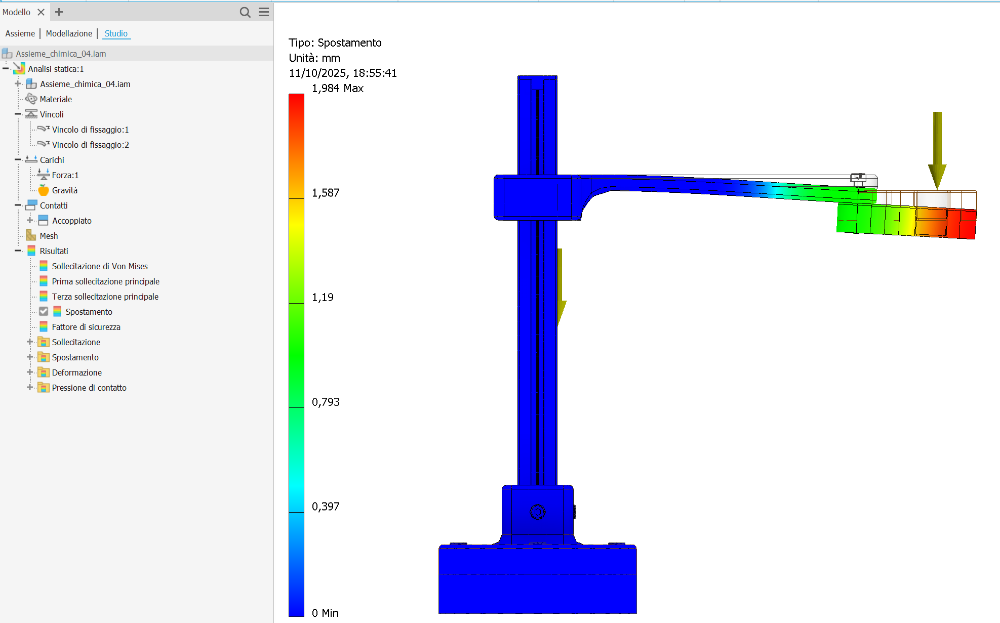 Modello
Assieme | Modellazione | Studio
Assieme_chimica_04.iam
Analisi statica:1
Assieme_chimica_04.iam
Materiale
Vincoli
Vincolo di fissaggio:1
Vincolo di fissaggio:2
Carichi
Forza:1
Gravità
Contatti
Accoppiato
Mesh
Risultati
Sollecitazione di Von Mises
Prima sollecitazione principale
Terza sollecitazione principale
Spostamento
Fattore di sicurezza
Sollecitazione
Spostamento
Deformazione
Pressione di contatto
Tipo: Spostamento
Unità: mm
11/10/2025, 18:55:41
1,984 Max
1,587
1,19
0,793
0,397
0 Min